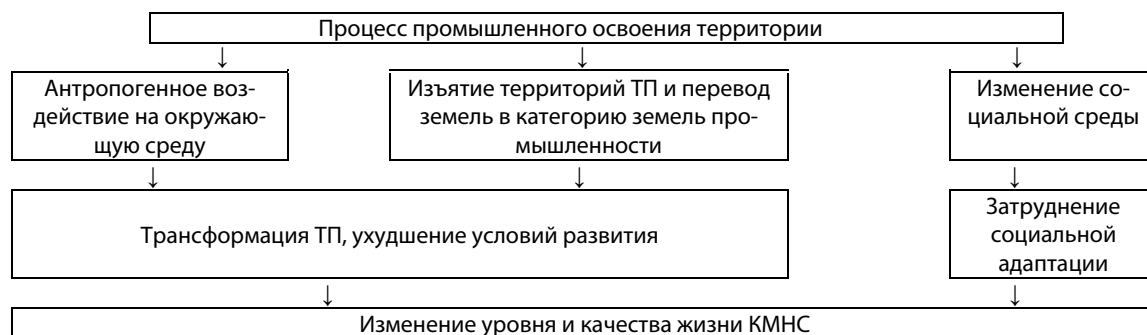 Процесс промышленного освоения территории
↓ ↓ ↓
Антропогенное воз-
действие на окружаю-
щую среду
Изъятие территорий ТП и перевод
земель в категорию земель про-
мышленности
Изменение со-
циальной среды
↓ ↓ ↓
Трансформация ТП, ухудшение условий развития
Затруднение
социальной
адаптации
↓ ↓
Изменение уровня и качества жизни КМНС